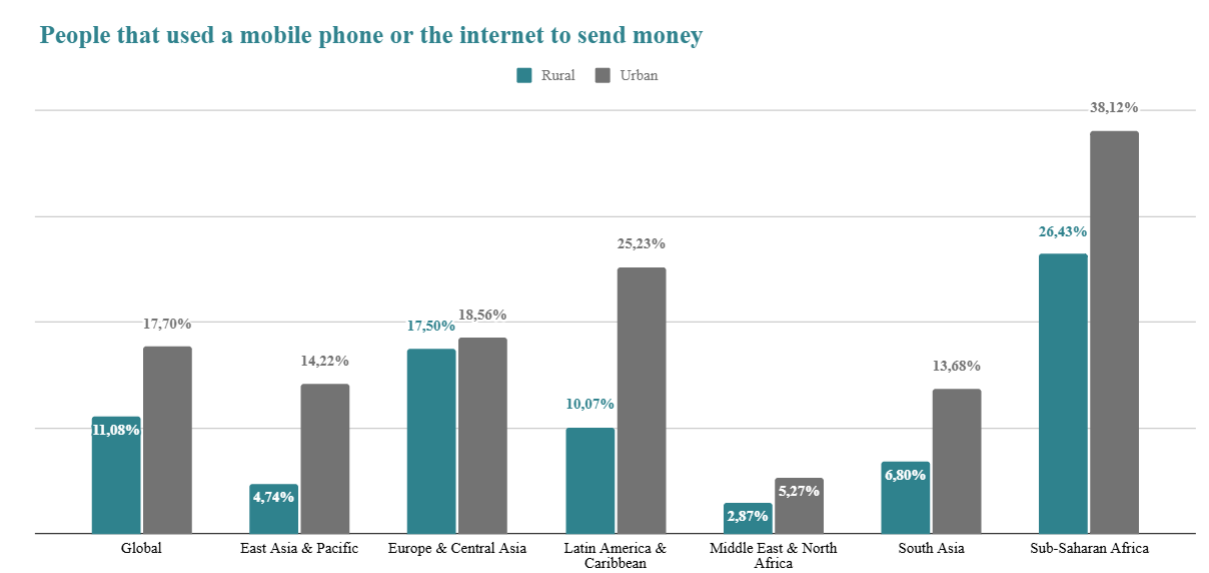 People that used a mobile phone or the internet to send money
Rural
Urban
11,08%
17,70%
4,74%
14,22%
17,50%
18,56%
10,07%
25,23%
2,87%
5,27%
6,80%
13,68%
26,43%
38,12%
Global
East Asia & Pacific
Europe & Central Asia
Latin America &
Caribbean
Middle East & North
Africa
South Asia
Sub-Saharan Africa